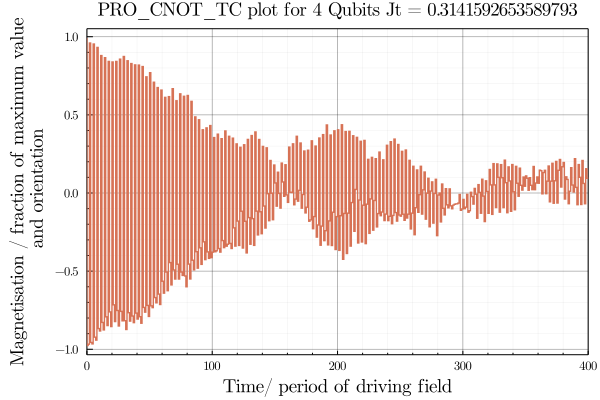 PRO_CNOT_TC plot for 4 Qubits Jt = 0.3141592653589793
Magnetisation / fraction of maximum value
and orientation
1.0
0.5
0.0
−0.5
−1.0
0 100 200 300 400
Time/ period of driving field